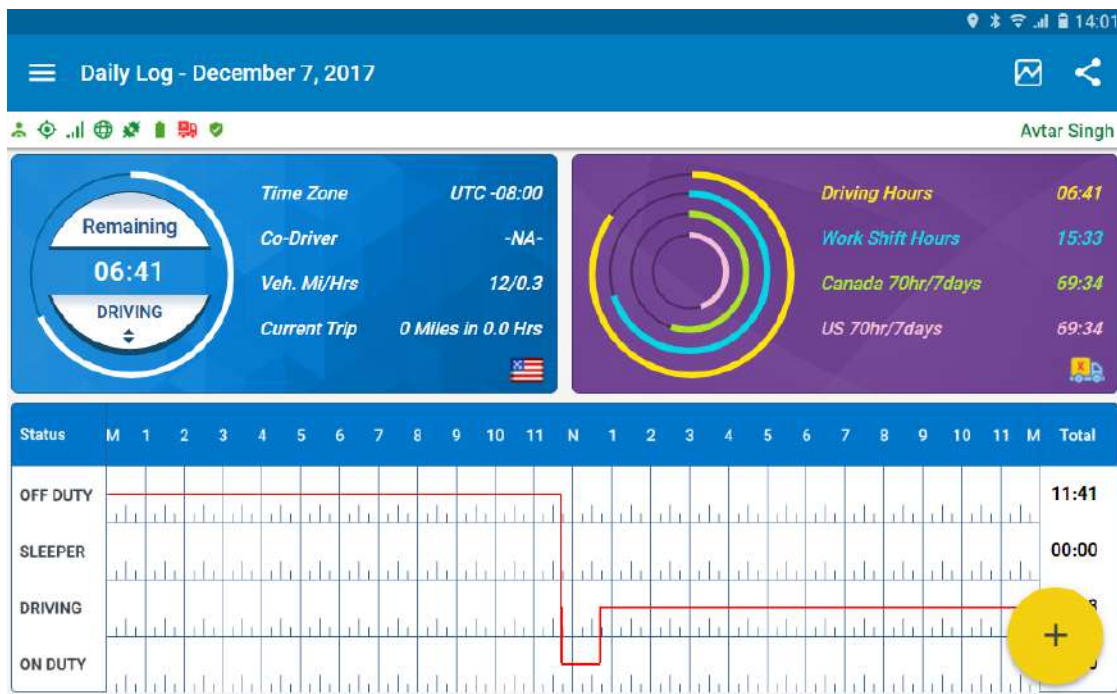 14:01
Daily Log - December 7, 2017
Avtar Singh
Remaining
06:41
DRIVING
Time Zone UTC -08:00
Co-Driver -NA-
Veh. Mi/Hrs 12/0.3
Current Trip 0 Miles in 0.0 Hrs
Driving Hours 06:41
Work Shift Hours 15:33
Canada 70hr/7days 69:34
US 70hr/7days 69:34
X
Status M 1 2 3 4 5 6 7 8 9 10 11 N 1 2 3 4 5 6 7 8 9 10 11 M Total
OFF DUTY 11:41
SLEEPER 00:00
DRIVING
+
ON DUTY